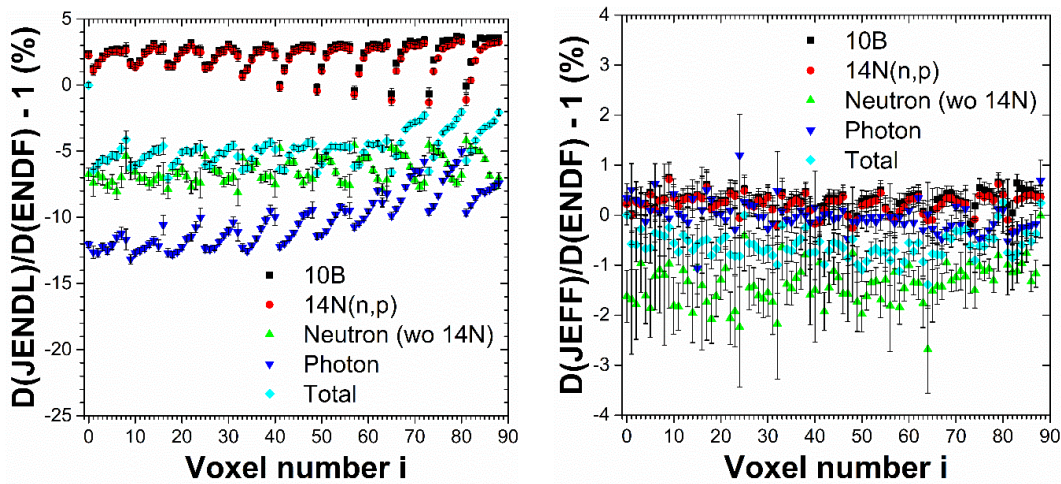 D(JENDL)/D(ENDF) - 1 (%)
5
0
-5
-10
-15
-20
-25
10B
14N(n,p)
Neutron (wo 14N)
Photon
Total
0 10 20 30 40 50 60 70 80 90
Voxel number i
D(JEFF)/D(ENDF) - 1 (%)
4
3
2
1
0
-1
-2
-3
-4
10B
14N(n,p)
Neutron (wo 14N)
Photon
Total
0 10 20 30 40 50 60 70 80 90
Voxel number i